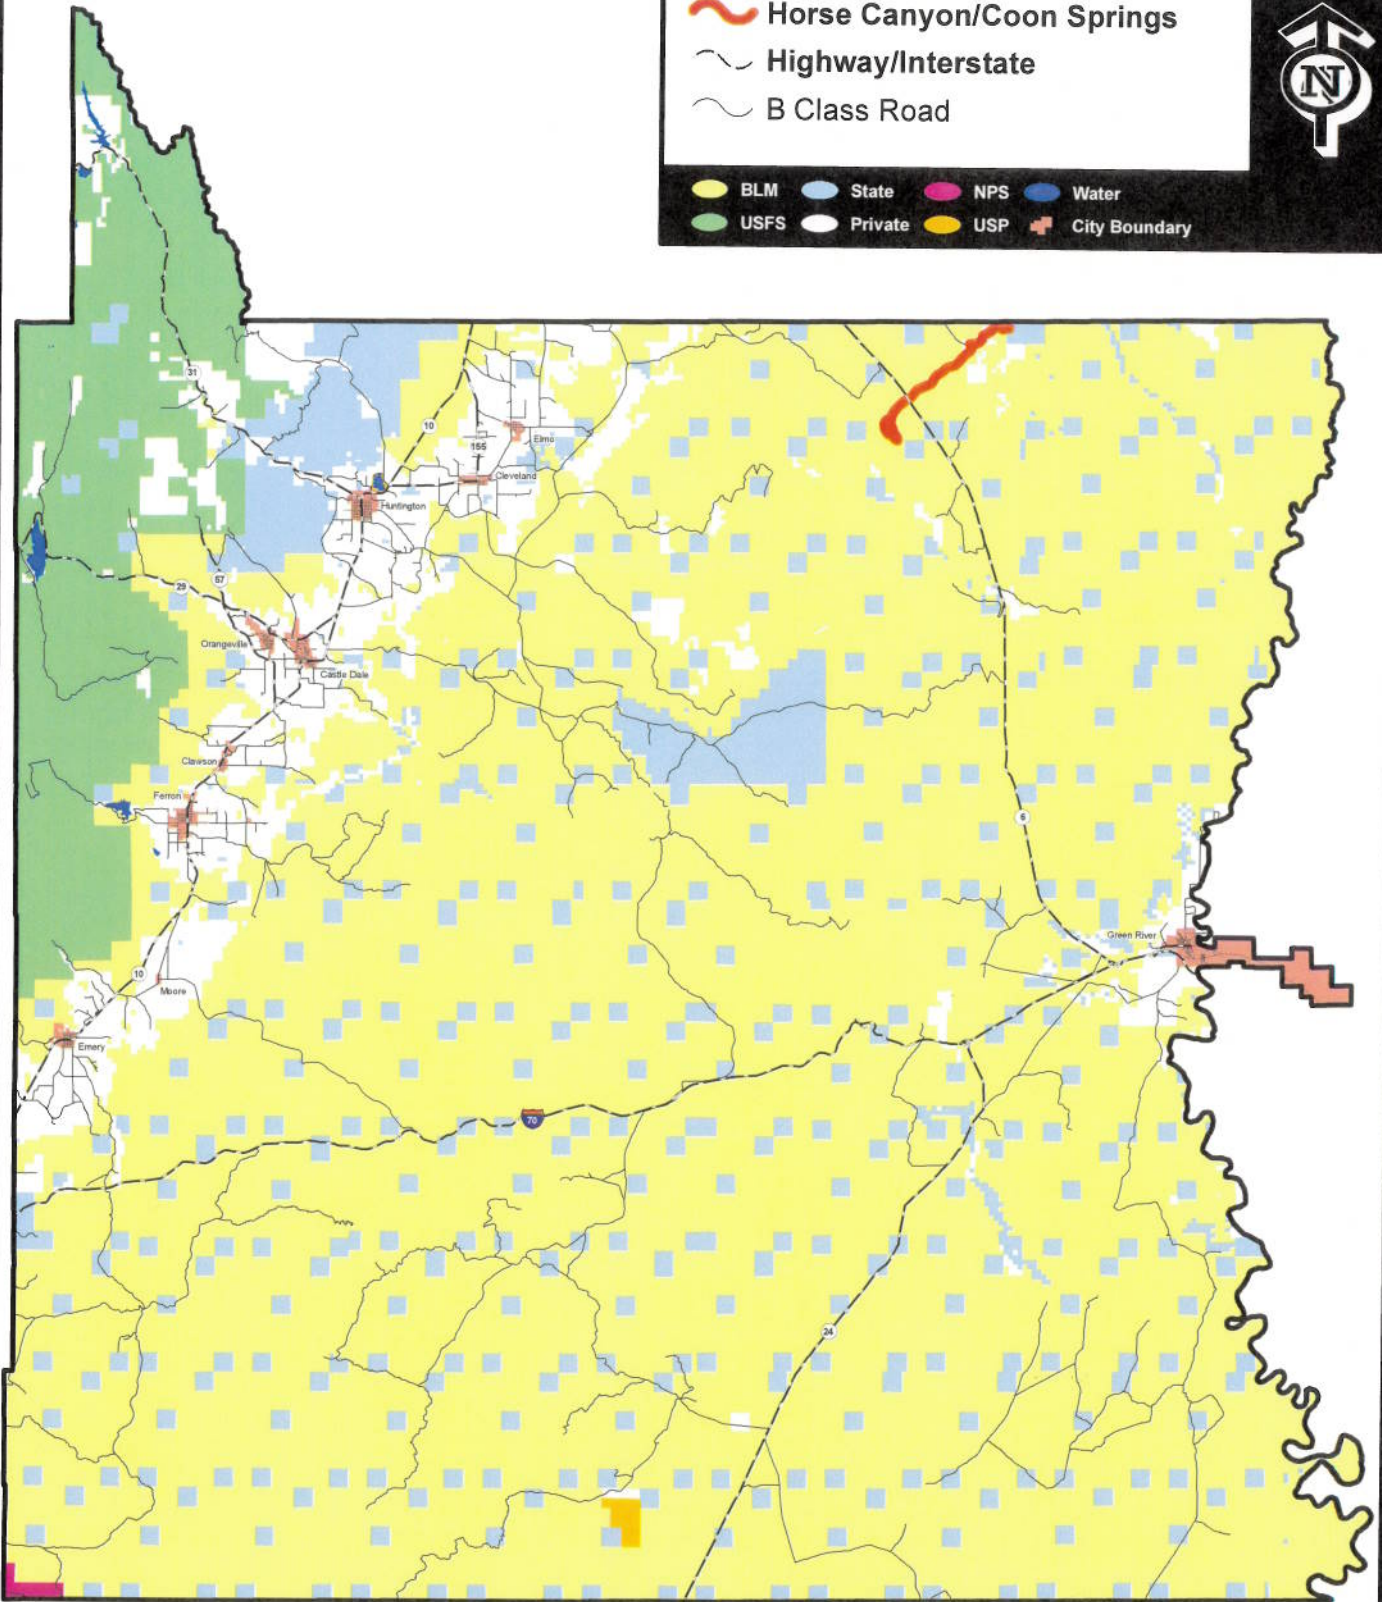 Horse Canyon/Coon Springs
Highway/Interstate
B Class Road
N
BLM State NPS Water
USFS Private USP City Boundary
31
10
155
Elmo
Cleveland
Huntington
29
57
Orangeville
Castle Dale
Clawson
Ferron
6
Green River
10
Moore
Emery
70
24